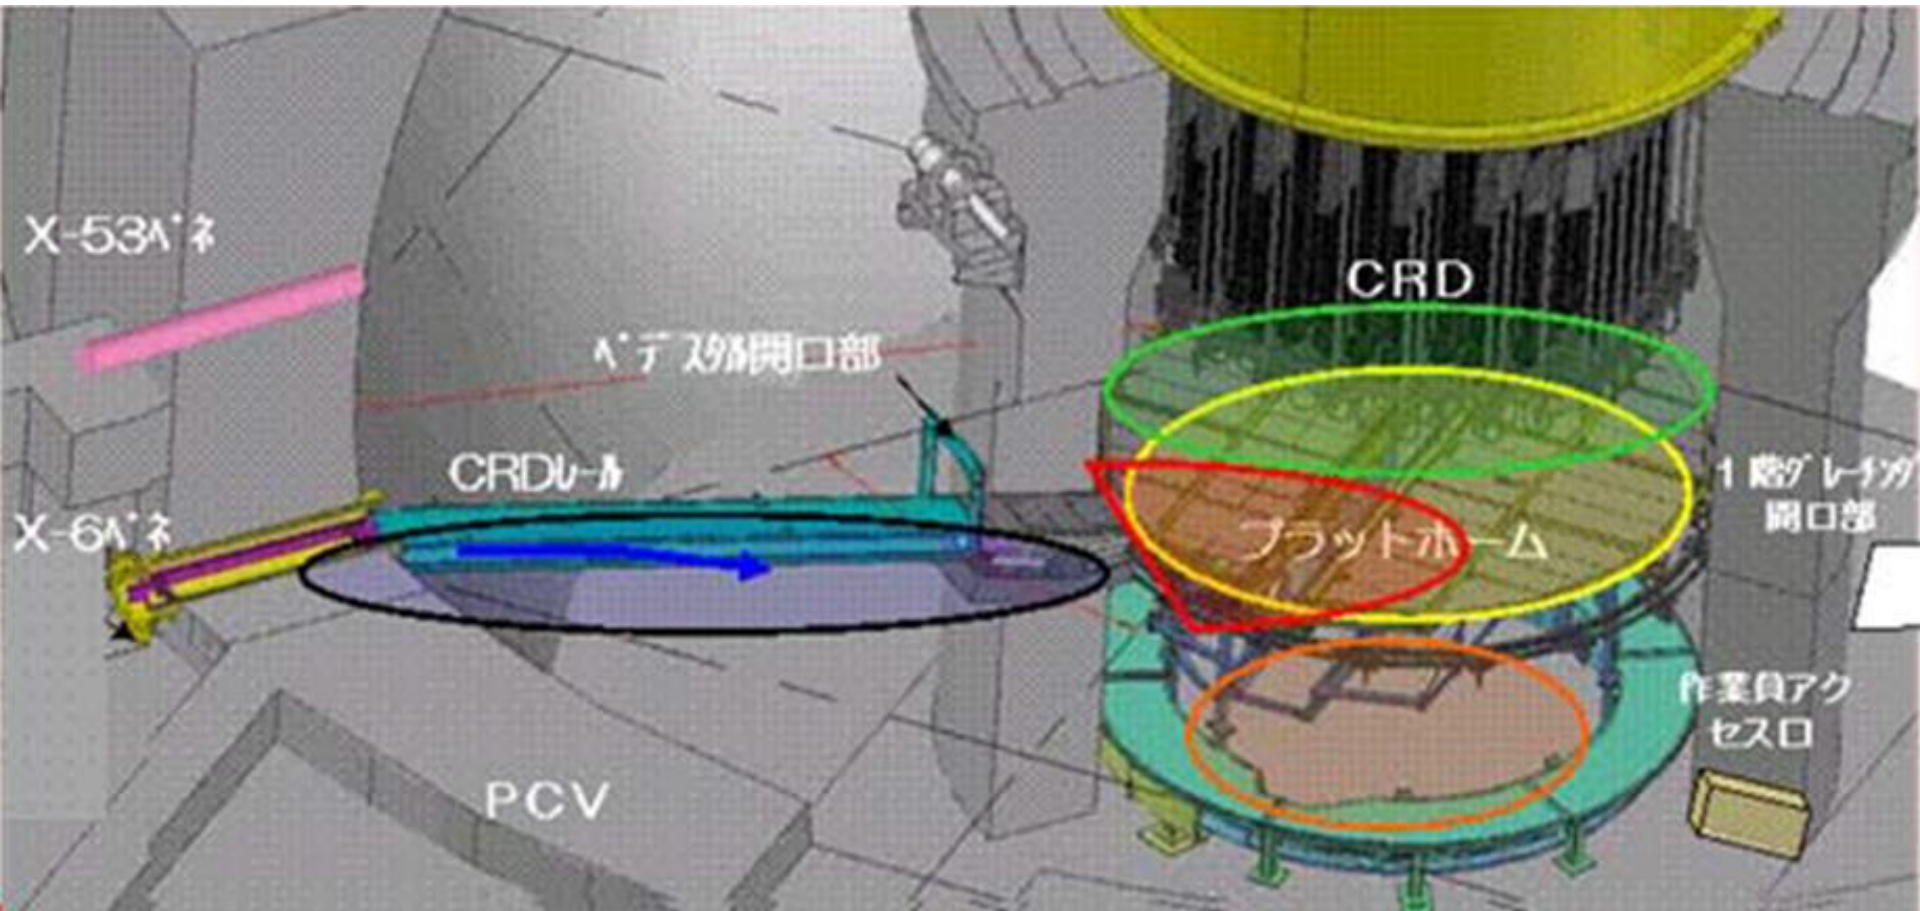 X-53ペネ
CRD
ペデスタル開口部
CRDレール
1階グレーチング
開口部
X-6ペネ
プラットホーム
作業員アク
セス口
PCV